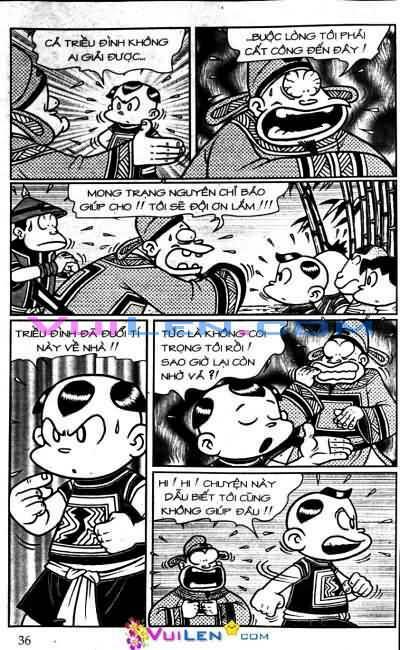 CẢ TRIỀU ĐÌNH KHÔNG
AI GIẢI ĐƯỢC...
...BUỘC LÒNG TÔI PHẢI
CẤT CÔNG ĐẾN ĐÂY!
MONG TRẠNG NGUYÊN CHỈ BẢO
GIÚP CHO!! TÔI SẼ ĐỘI ƠN LẮM!!!
VUILEN.COM
TRIỀU ĐÌNH ĐÃ ĐUỔI TÍ
NÀY VỀ NHÀ!!
TỨC LÀ KHÔNG COI
TRỌNG TÔI RỒI!
SAO GIỜ LẠI CÒN
NHỜ VẢ?!
HI! HI! CHUYỆN NÀY
DẪU BIẾT TÔI CŨNG
KHÔNG GIÚP ĐÂU!!
36
VUILEN.COM